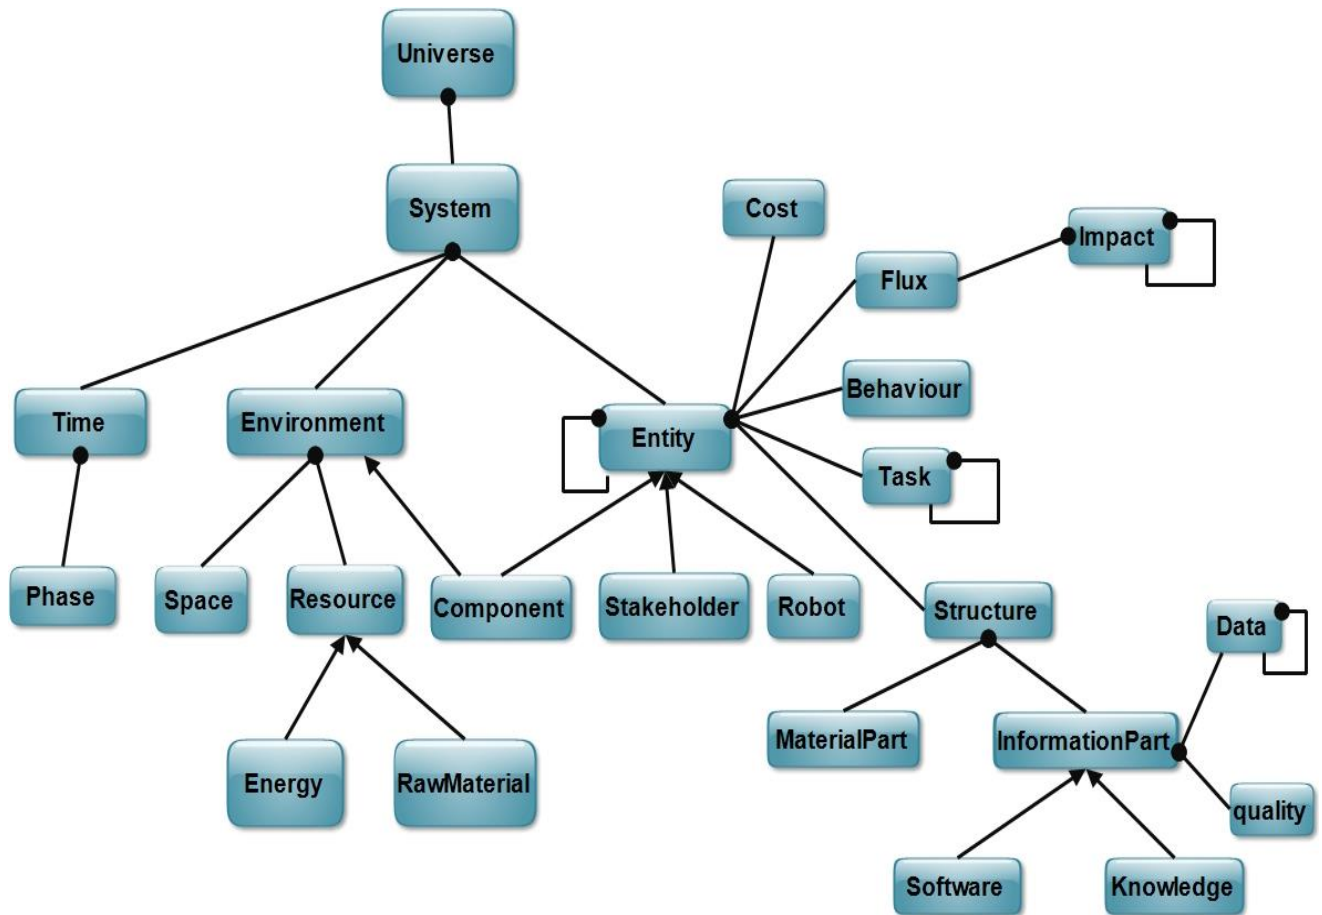 Universe
System
Cost
Impact
Flux
Behaviour
Time
Environment
Entity
Task
Phase
Space
Resource
Component
Stakeholder
Robot
Structure
Data
MaterialPart
InformationPart
Energy
RawMaterial
quality
Software
Knowledge